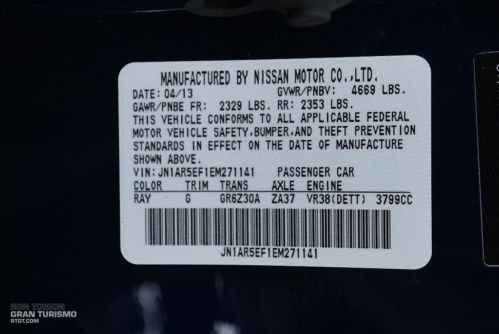 MANUFACTURED BY NISSAN MOTOR CO.,LTD.
DATE: 04/13 GVWR/PNBV: 4669 LBS.
GAWR/PNBE FR: 2329 LBS. RR: 2353 LBS.
THIS VEHICLE CONFORMS TO ALL APPLICABLE FEDERAL
MOTOR VEHICLE SAFETY,BUMPER,AND THEFT PREVENTION
STANDARDS IN EFFECT ON THE DATE OF MANUFACTURE
SHOWN ABOVE.
VIN: JN1AR5EF1EM271141 PASSENGER CAR
COLOR TRIM TRANS AXLE ENGINE
RAY G GR6Z30A ZA37 VR38(DETT) 3799CC
JN1AR5EF1EM271141
GRAN TURISMO
RTGT.COM